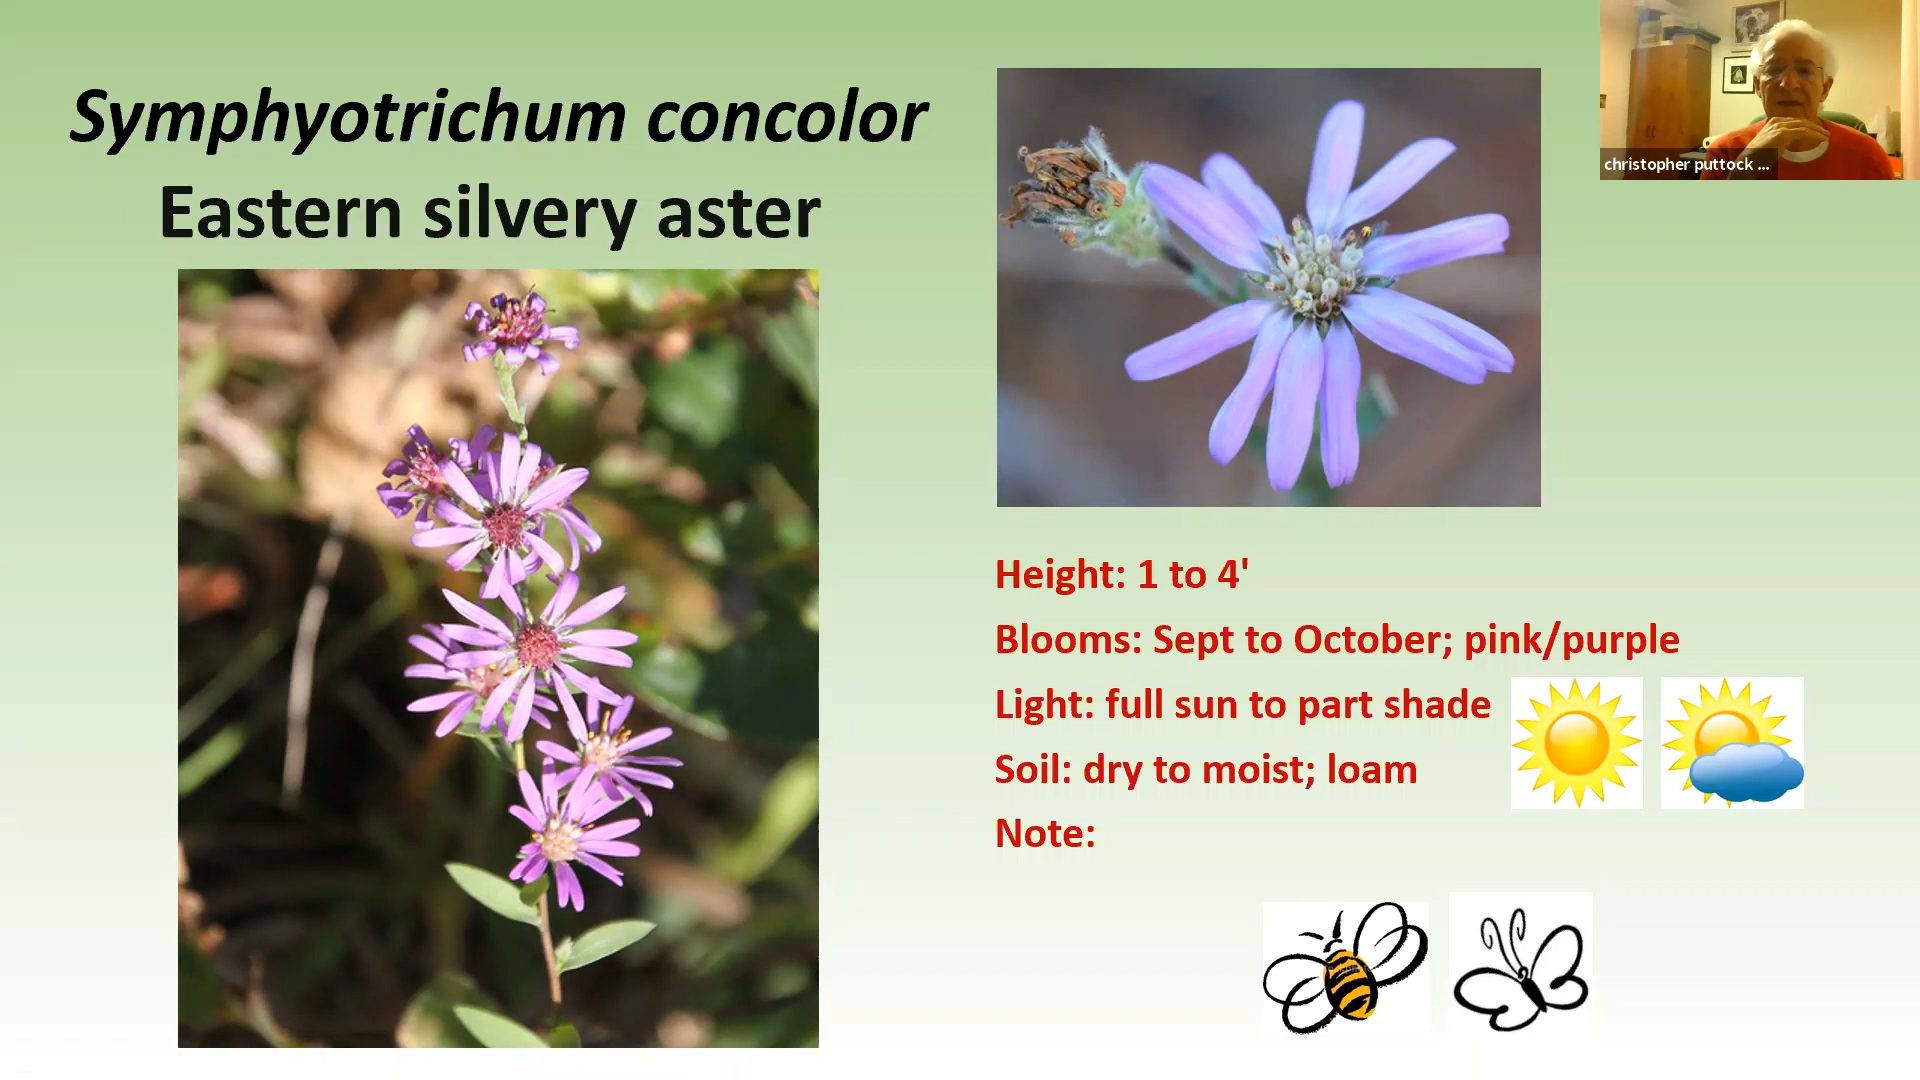 Symphyotrichum concolor
Eastern silvery aster
christopher puttock ...
Height: 1 to 4'
Blooms: Sept to October; pink/purple
Light: full sun to part shade
Soil: dry to moist; loam
Note: